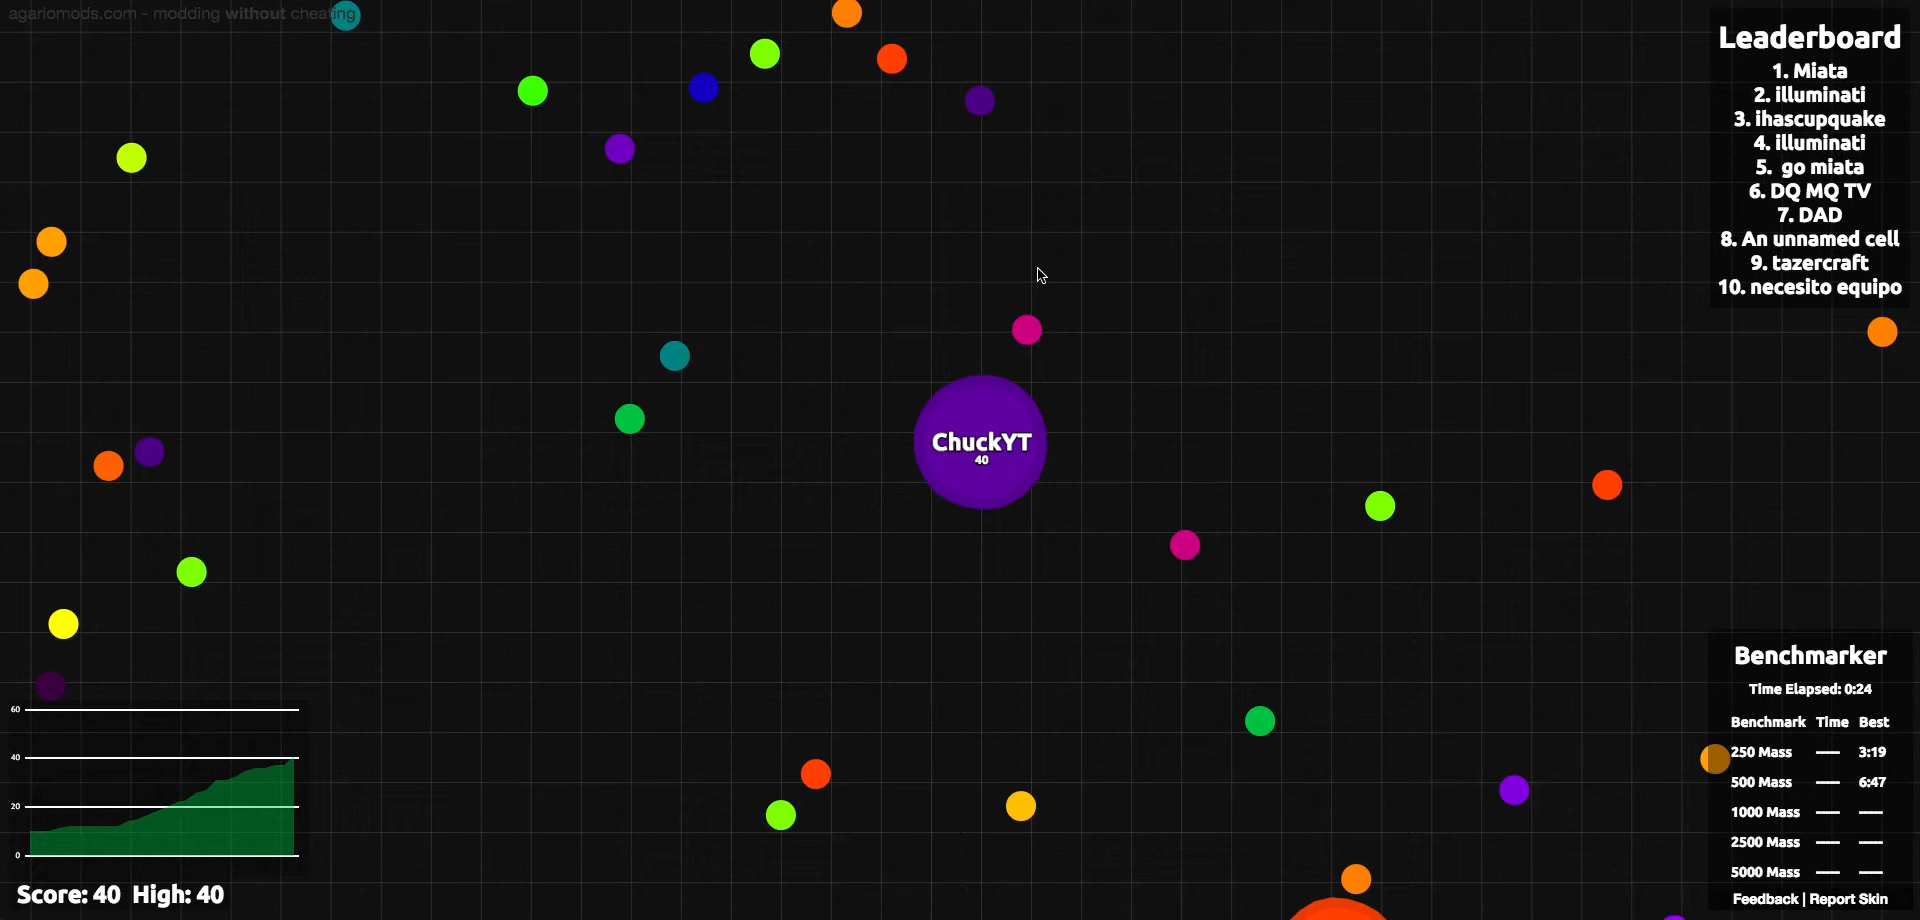 agariomods.com - modding without cheating
Leaderboard
1. Miata
2. illuminati
3. ihascupquake
4. illuminati
5. go miata
6. DQ MQ TV
7. DAD
8. An unnamed cell
9. tazercraft
10. necesito equipo
ChuckYT
40
Benchmarker
Time Elapsed: 0:24
Benchmark Time Best
250 Mass —— 3:19
500 Mass —— 6:47
1000 Mass —— ——
2500 Mass —— ——
5000 Mass —— ——
Feedback | Report Skin
60
40
20
0
Score: 40 High: 40